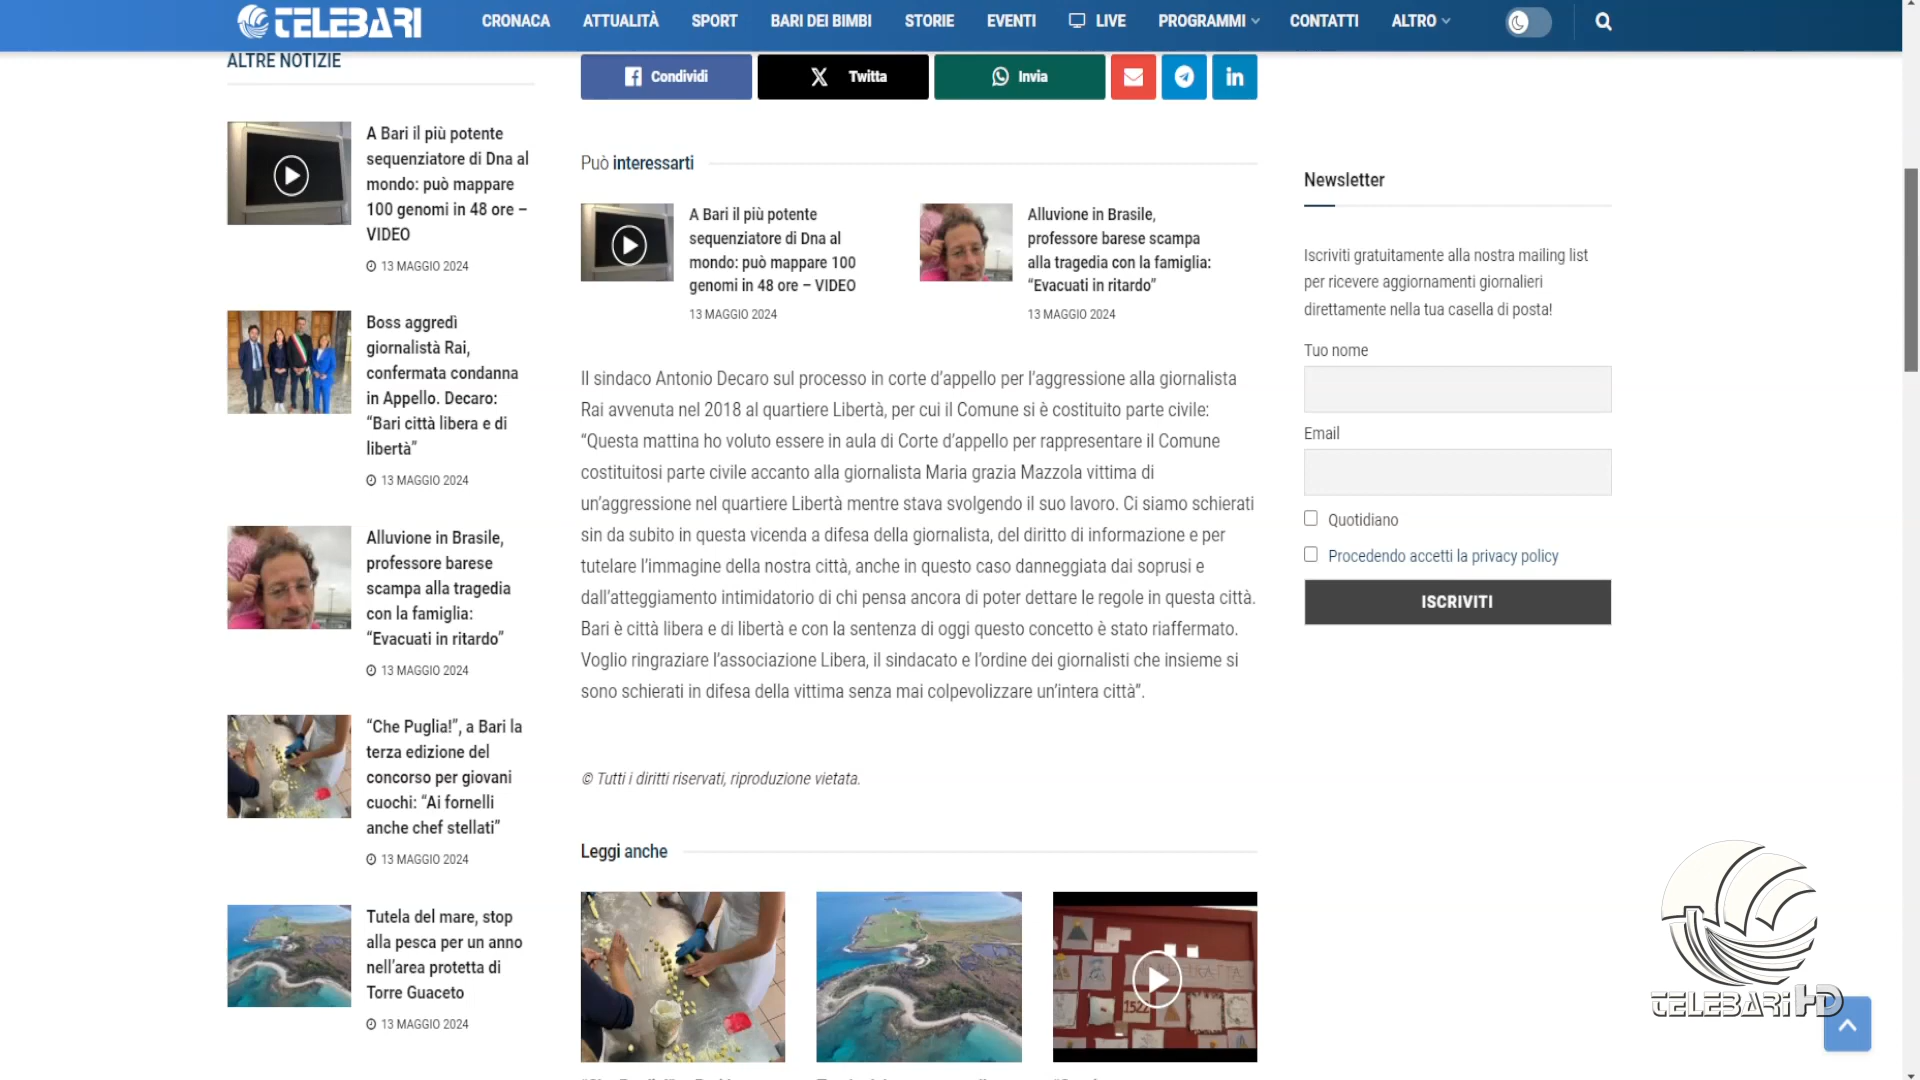 TELEBARI
CRONACA ATTUALITÀ SPORT BARI DEI BIMBI STORIE EVENTI LIVE PROGRAMMI CONTATTI ALTRO
ALTRE NOTIZIE
A Bari il più potente
sequenziatore di Dna al
mondo: può mappare
100 genomi in 48 ore –
VIDEO
13 MAGGIO 2024
Boss aggredì
giornalistà Rai,
confermata condanna
in Appello. Decaro:
“Bari città libera e di
libertà”
13 MAGGIO 2024
Alluvione in Brasile,
professore barese
scampa alla tragedia
con la famiglia:
“Evacuati in ritardo”
13 MAGGIO 2024
“Che Puglia!”, a Bari la
terza edizione del
concorso per giovani
cuochi: “Ai fornelli
anche chef stellati”
13 MAGGIO 2024
Tutela del mare, stop
alla pesca per un anno
nell’area protetta di
Torre Guaceto
13 MAGGIO 2024
Condividi Twitta Invia
Può interessarti
A Bari il più potente
sequenziatore di Dna al
mondo: può mappare 100
genomi in 48 ore – VIDEO
13 MAGGIO 2024
Alluvione in Brasile,
professore barese scampa
alla tragedia con la famiglia:
“Evacuati in ritardo”
13 MAGGIO 2024
Il sindaco Antonio Decaro sul processo in corte d’appello per l’aggressione alla giornalista
Rai avvenuta nel 2018 al quartiere Libertà, per cui il Comune si è costituito parte civile:
“Questa mattina ho voluto essere in aula di Corte d’appello per rappresentare il Comune
costituitosi parte civile accanto alla giornalista Maria grazia Mazzola vittima di
un’aggressione nel quartiere Libertà mentre stava svolgendo il suo lavoro. Ci siamo schierati
sin da subito in questa vicenda a difesa della giornalista, del diritto di informazione e per
tutelare l’immagine della nostra città, anche in questo caso danneggiata dai soprusi e
dall’atteggiamento intimidatorio di chi pensa ancora di poter dettare le regole in questa città.
Bari è città libera e di libertà e con la sentenza di oggi questo concetto è stato riaffermato.
Voglio ringraziare l’associazione Libera, il sindacato e l’ordine dei giornalisti che insieme si
sono schierati in difesa della vittima senza mai colpevolizzare un’intera città”.
© Tutti i diritti riservati, riproduzione vietata.
Leggi anche
1522
Newsletter
Iscriviti gratuitamente alla nostra mailing list
per ricevere aggiornamenti giornalieri
direttamente nella tua casella di posta!
Tuo nome
Email
Quotidiano
Procedendo accetti la privacy policy
ISCRIVITI
TELEBARI HD